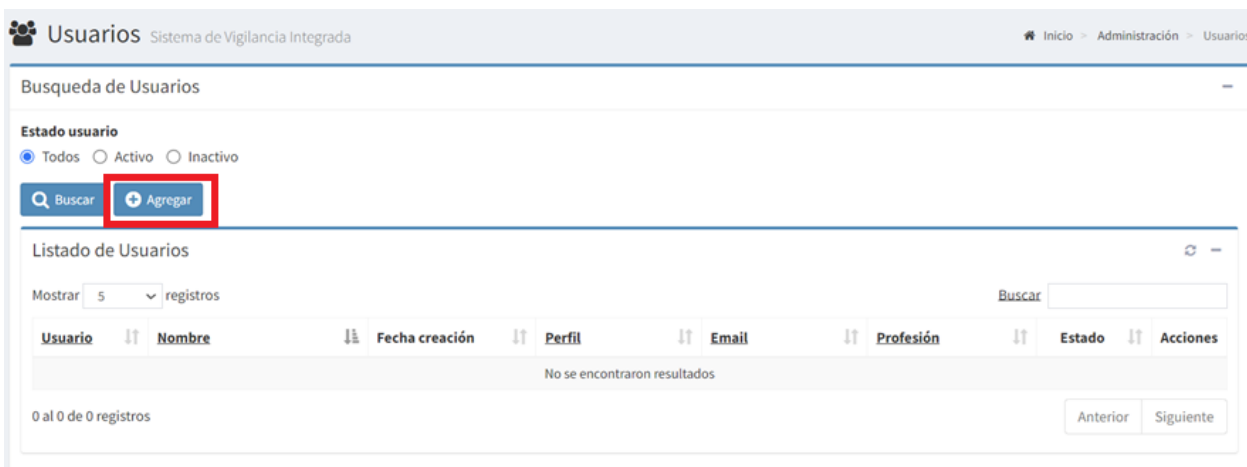 Usuarios Sistema de Vigilancia Integrada
Inicio > Administración > Usuarios
Busqueda de Usuarios
Estado usuario
Todos Activo Inactivo
Buscar Agregar
Listado de Usuarios
Mostrar 5 registros Buscar
Usuario Nombre Fecha creación Perfil Email Profesión Estado Acciones
No se encontraron resultados
0 al 0 de 0 registros Anterior Siguiente